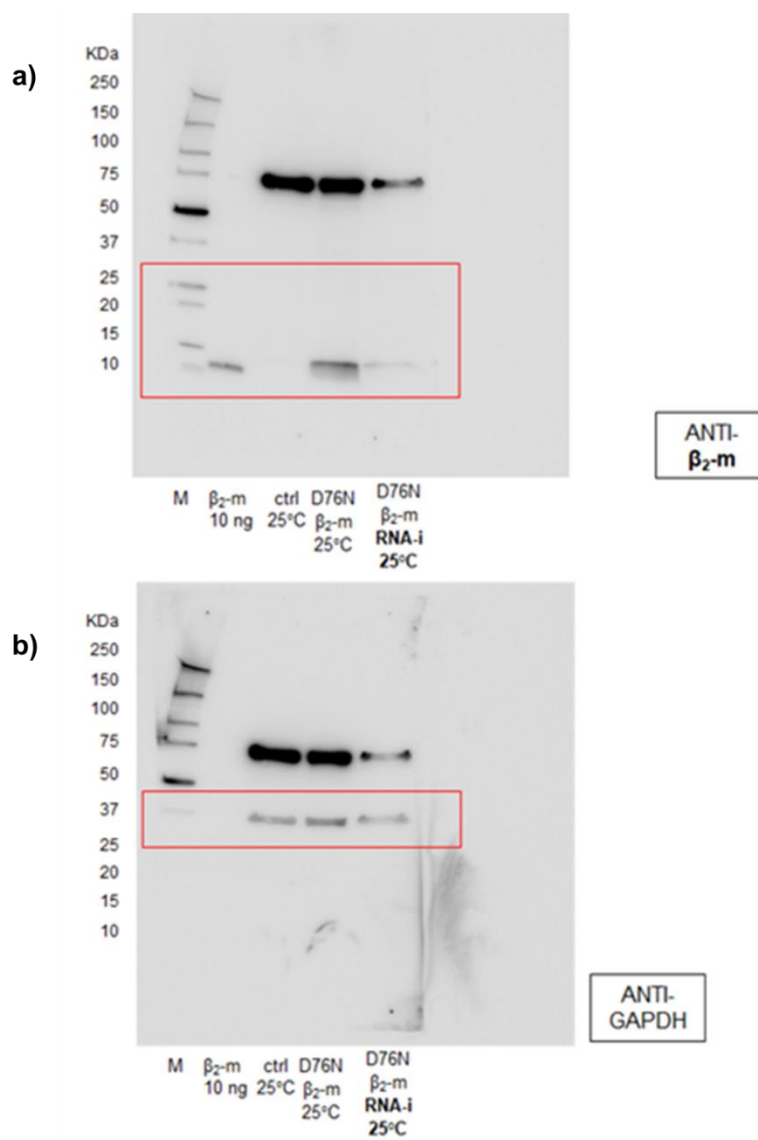 a)
KDa
250
150
100
75
50
37
25
20
15
10
ANTI-
β₂-m
M β₂-m ctrl D76N D76N
10 ng 25°C β₂-m β₂-m
25°C RNA-i
25°C
b)
KDa
250
150
100
75
50
37
25
20
15
10
ANTI-
GAPDH
M β₂-m ctrl D76N D76N
10 ng 25°C β₂-m β₂-m
25°C RNA-i
25°C